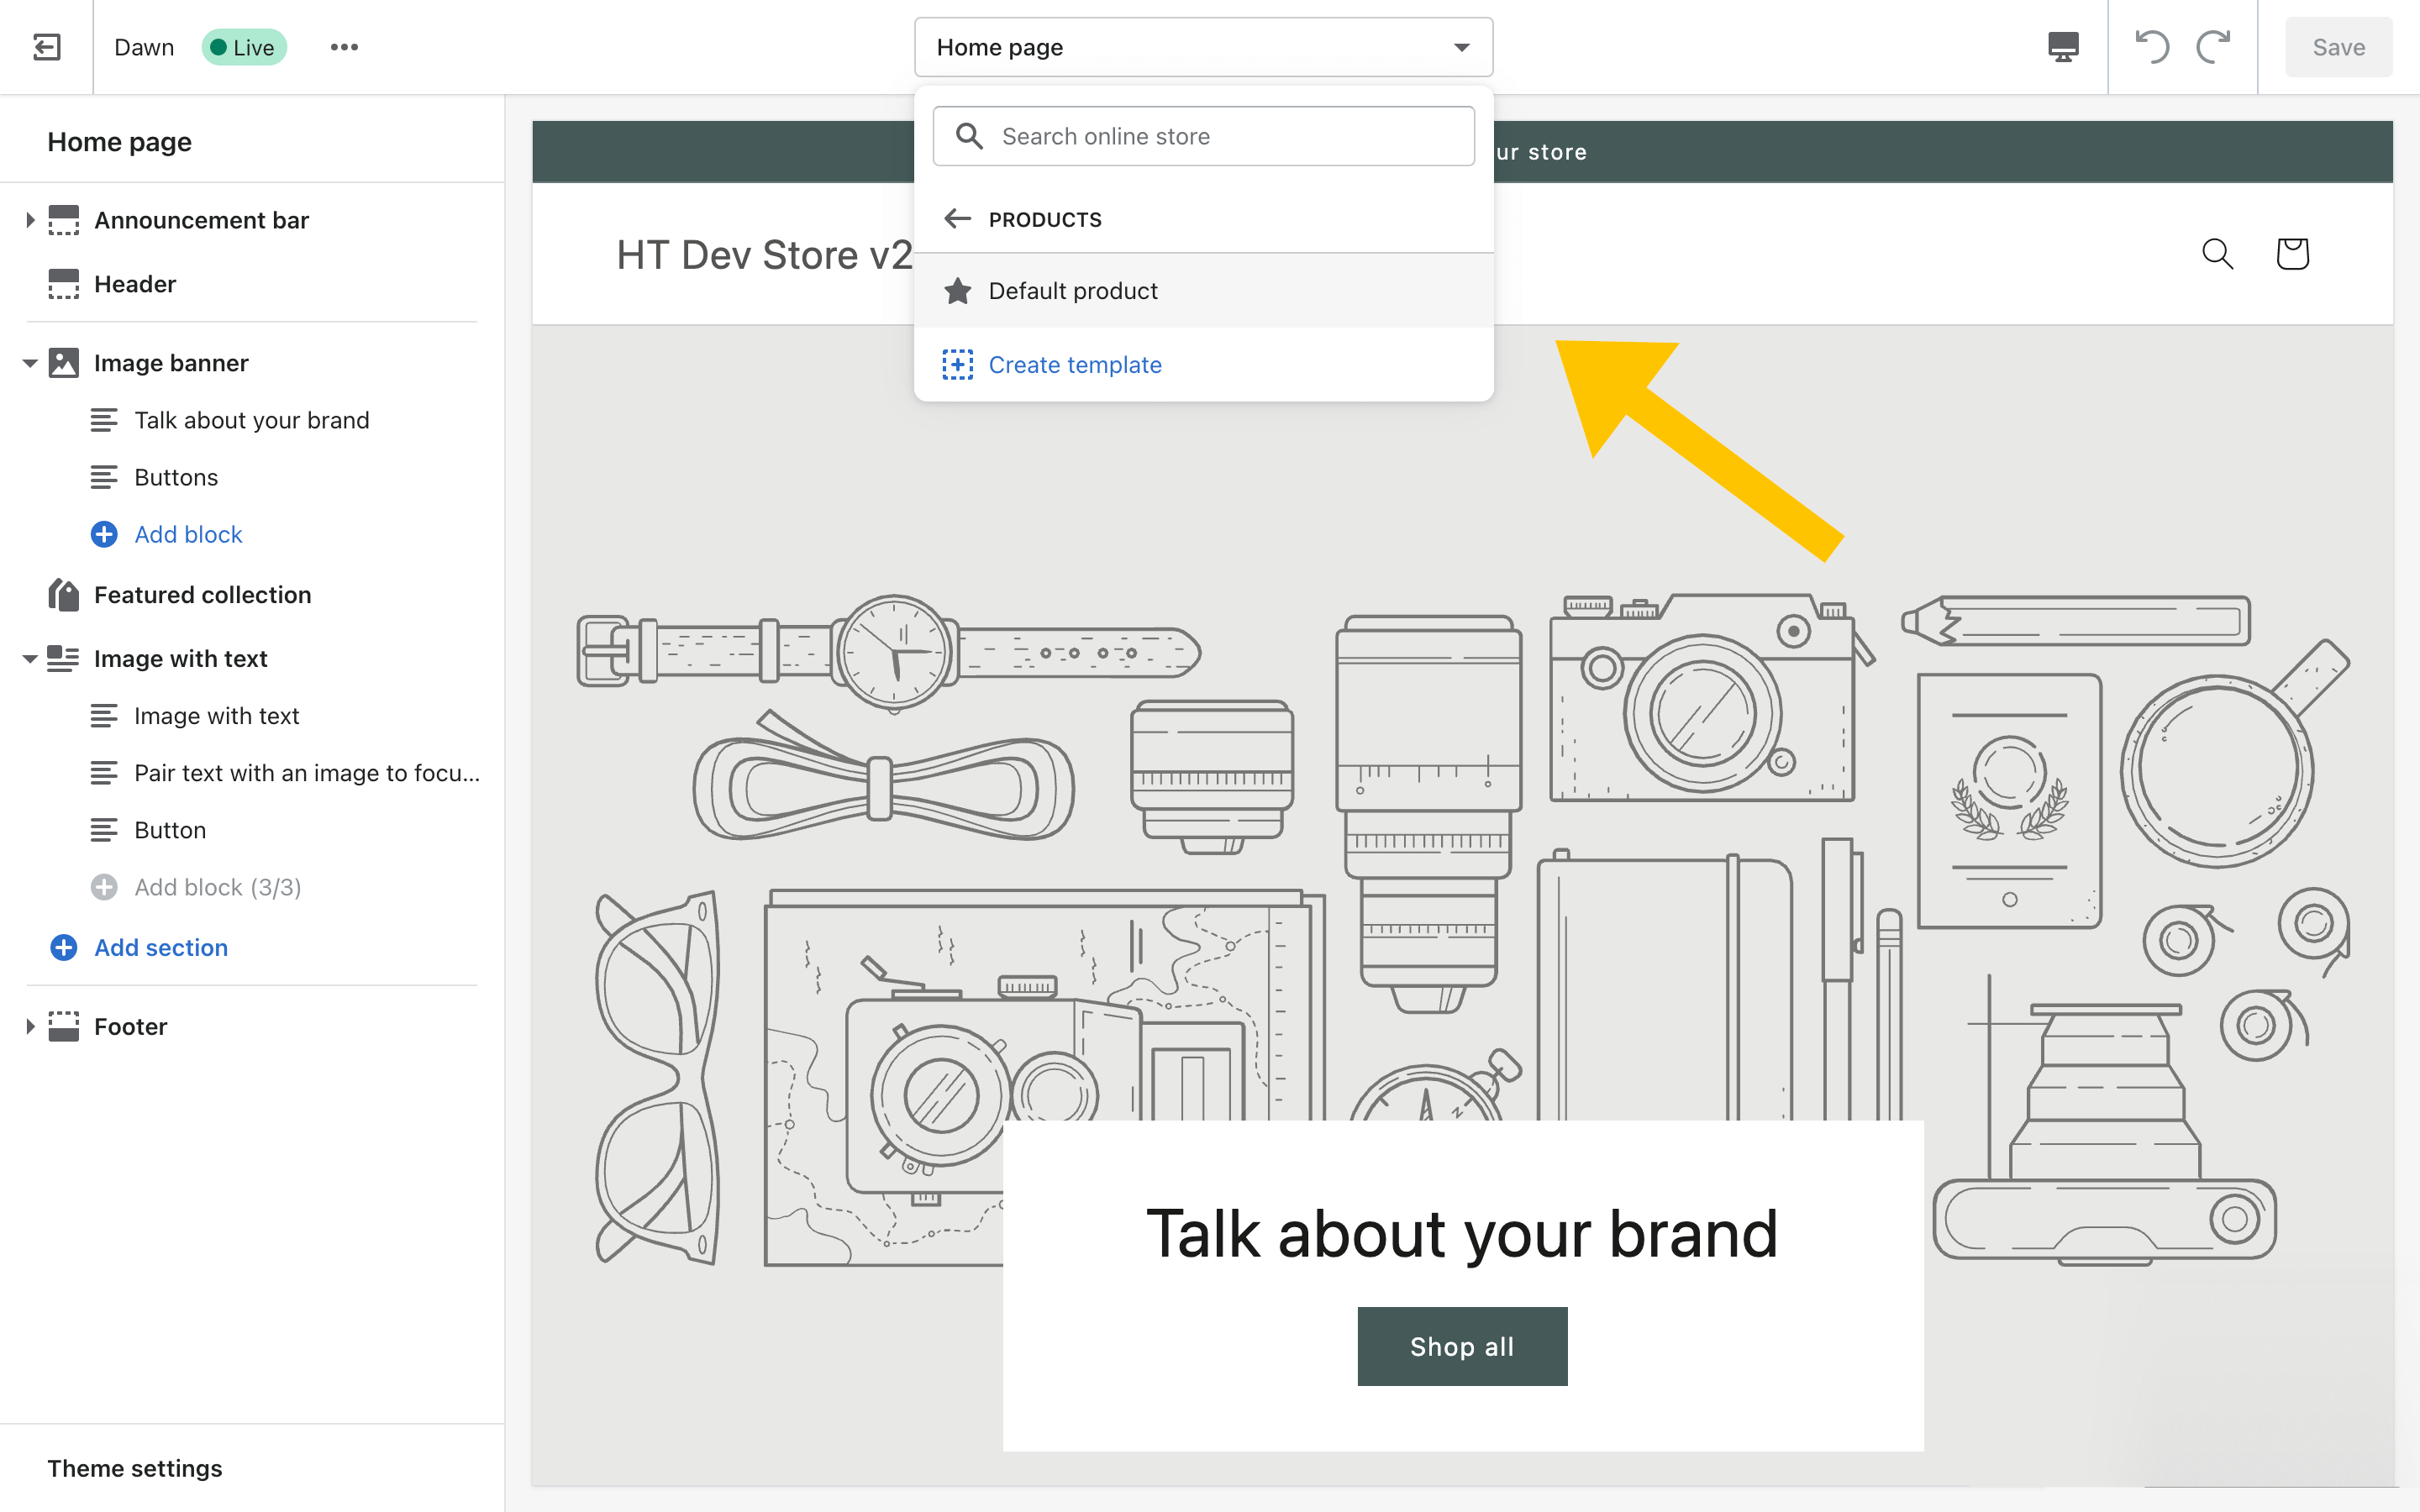 Dawn
Live
Home page
Save
Home page
Announcement bar
Header
Image banner
Talk about your brand
Buttons
Add block
Featured collection
Image with text
Image with text
Pair text with an image to focu...
Button
Add block (3/3)
Add section
Footer
Theme settings
Search online store
PRODUCTS
Default product
Create template
ur store
HT Dev Store v2
Talk about your brand
Shop all